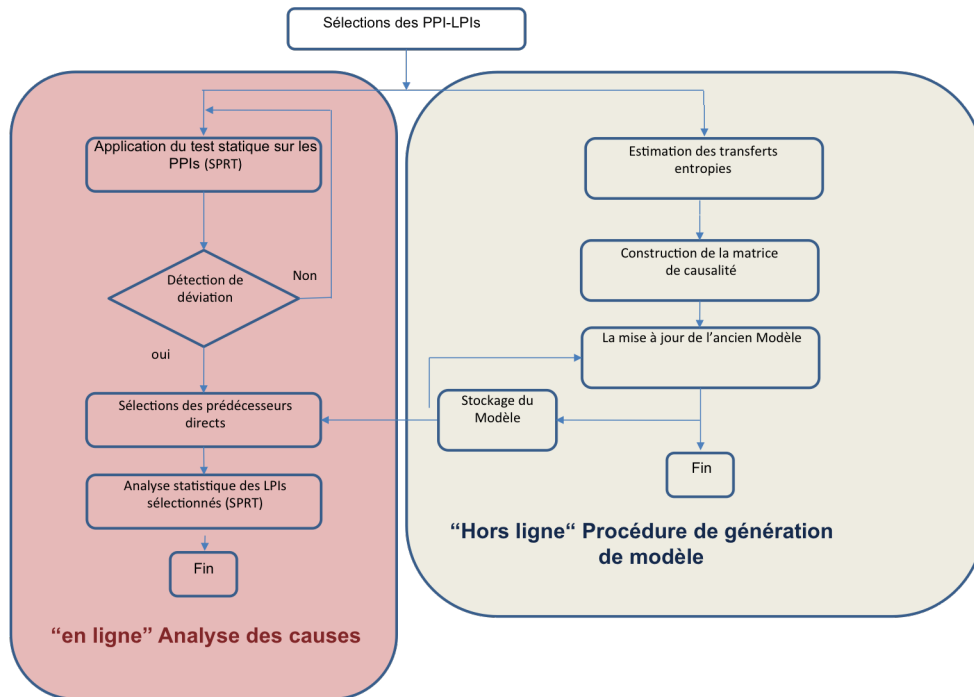 Sélections des PPI-LPIs
Application du test statique sur les
PPIs (SPRT)
Détection de
déviation
Non
oui
Sélections des prédécesseurs
directs
Analyse statistique des LPIs
sélectionnés (SPRT)
Fin
“en ligne” Analyse des causes
Estimation des transferts
entropies
Construction de la matrice
de causalité
La mise à jour de l’ancien Modèle
Stockage du
Modèle
Fin
“Hors ligne“ Procédure de génération
de modèle